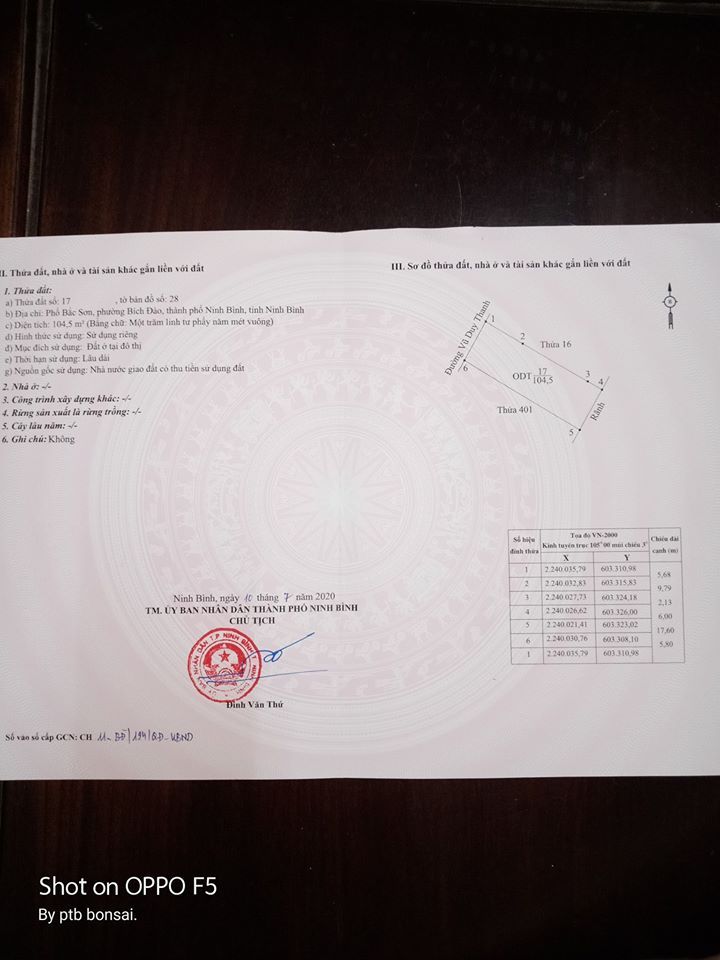 II. Thửa đất, nhà ở và tài sản khác gắn liền với đất
1. Thửa đất:
a) Thửa đất số: 17 , tờ bản đồ số: 28
b) Địa chỉ: Phố Bắc Sơn, phường Bích Đào, thành phố Ninh Bình, tỉnh Ninh Bình
c) Diện tích: 104,5 m² (Bằng chữ: Một trăm linh tư phẩy năm mét vuông)
d) Hình thức sử dụng: Sử dụng riêng
đ) Mục đích sử dụng: Đất ở tại đô thị
e) Thời hạn sử dụng: Lâu dài
g) Nguồn gốc sử dụng: Nhà nước giao đất có thu tiền sử dụng đất
2. Nhà ở: -/-
3. Công trình xây dựng khác: -/-
4. Rừng sản xuất là rừng trồng: -/-
5. Cây lâu năm: -/-
6. Ghi chú: Không
Ninh Bình, ngày 10 tháng 7 năm 2020
TM. ỦY BAN NHÂN DÂN THÀNH PHỐ NINH BÌNH
CHỦ TỊCH
Đinh Văn Thứ
Số vào sổ cấp GCN: CH 11-BĐ/194/QĐ-UBND
III. Sơ đồ thửa đất, nhà ở và tài sản khác gắn liền với đất
Đường Vũ Duy Thanh
1
2
Thửa 16
6
ODT 17
104,5
3
4
Thửa 401
Rãnh
5
Số hiệu đỉnh thửa
Tọa độ VN-2000
Kinh tuyến trục 105°00 múi chiếu 3°
Chiều dài cạnh (m)
X Y
1 2.240.035,79 603.310,98
5,68
2 2.240.032,83 603.315,83
9,79
3 2.240.027,73 603.324,18
2,13
4 2.240.026,62 603.326,00
6,00
5 2.240.021,41 603.323,02
17,60
6 2.240.030,76 603.308,10
5,80
1 2.240.035,79 603.310,98
Shot on OPPO F5
By ptb bonsai.